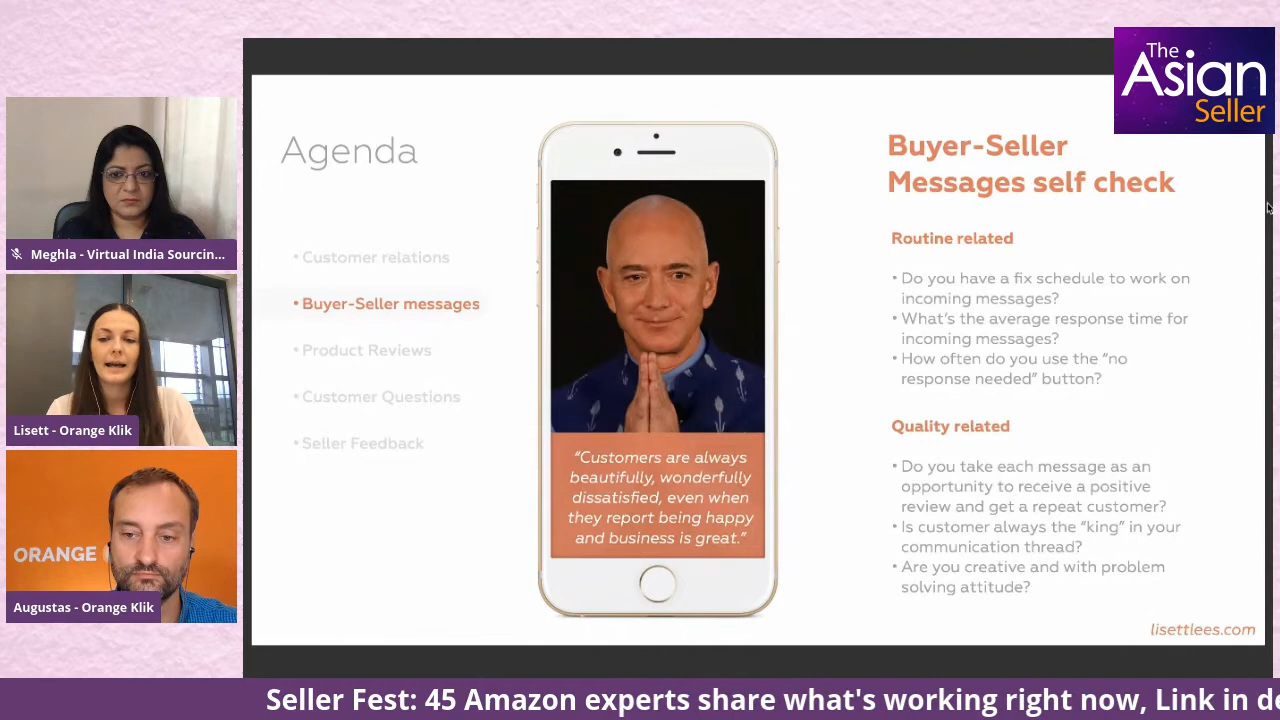 The
Asian
Seller
Meghla - Virtual India Sourcin...
Lisett - Orange Klik
ORANGE
Augustas - Orange Klik
Agenda
• Customer relations
• Buyer-Seller messages
• Product Reviews
• Customer Questions
• Seller Feedback
“Customers are always
beautifully, wonderfully
dissatisfied, even when
they report being happy
and business is great.”
Buyer-Seller
Messages self check
Routine related
• Do you have a fix schedule to work on
incoming messages?
• What’s the average response time for
incoming messages?
• How often do you use the “no
response needed” button?
Quality related
• Do you take each message as an
opportunity to receive a positive
review and get a repeat customer?
• Is customer always the “king” in your
communication thread?
• Are you creative and with problem
solving attitude?
lisettlees.com
Seller Fest: 45 Amazon experts share what's working right now, Link in